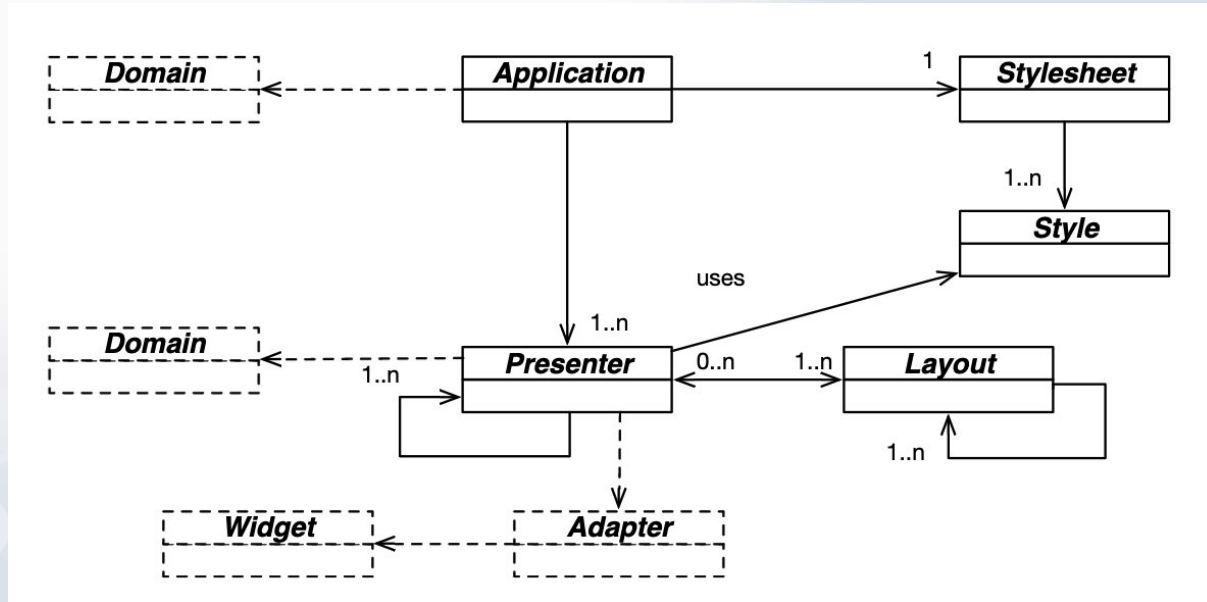 Domain
Application
1
Stylesheet
1..n
Style
uses
1..n
Domain
1..n
Presenter
0..n
1..n
Layout
1..n
Widget
Adapter